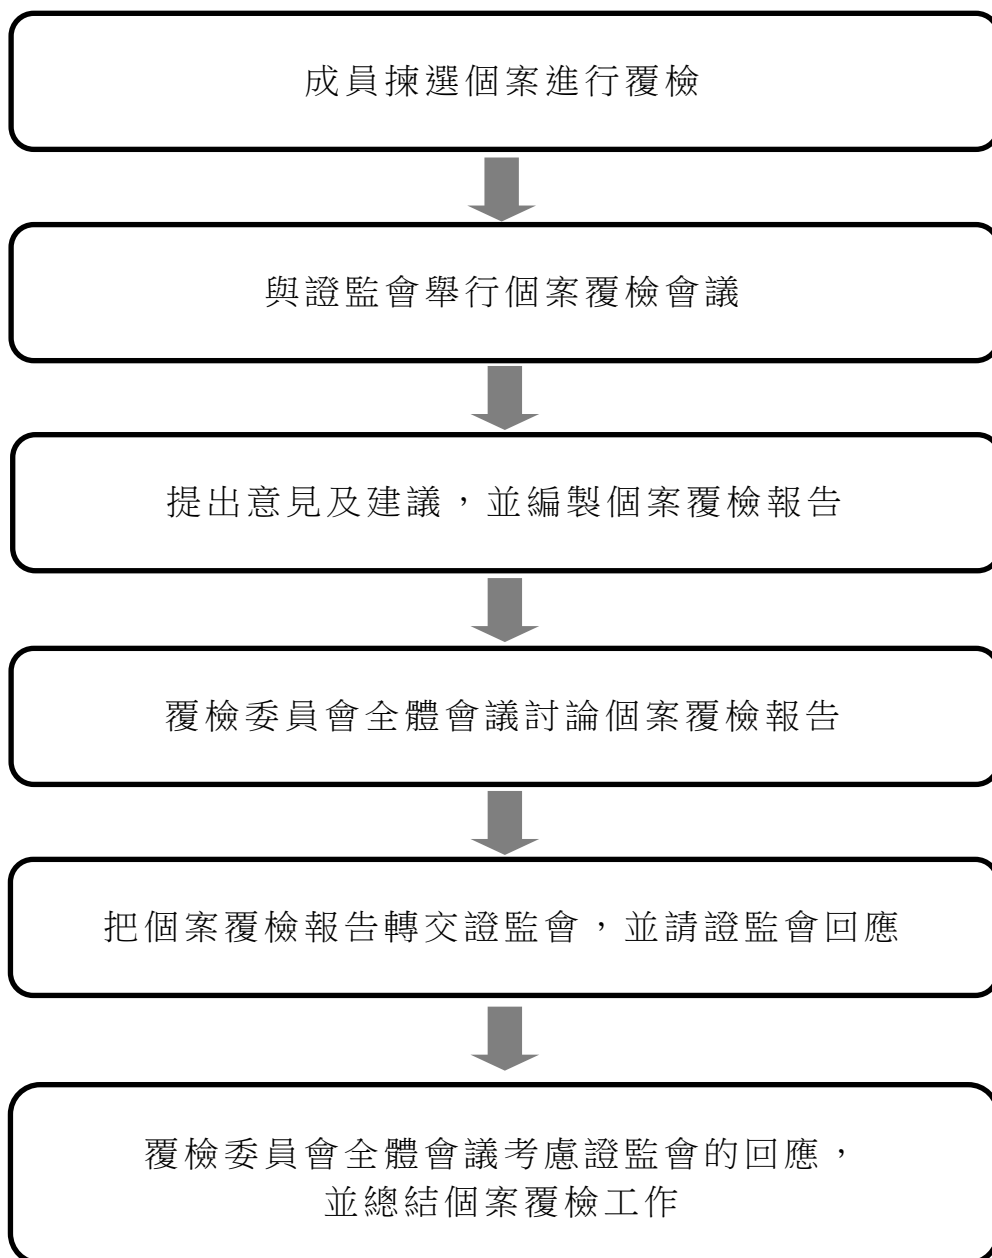 成員揀選個案進行覆檢
與證監會舉行個案覆檢會議
提出意見及建議，並編製個案覆檢報告
覆檢委員會全體會議討論個案覆檢報告
把個案覆檢報告轉交證監會，並請證監會回應
覆檢委員會全體會議考慮證監會的回應，
並總結個案覆檢工作